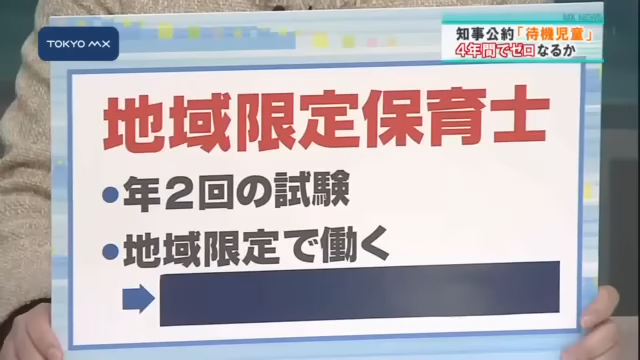 TOKYO MX
MX NEWS
知事公約「待機児童」
4年間でゼロなるか
地域限定保育士
●年2回の試験
●地域限定で働く
➡